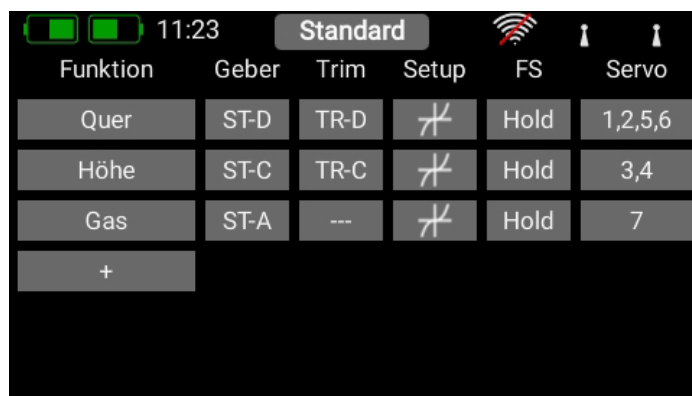 11:23 Standard
Funktion Geber Trim Setup FS Servo
Quer ST-D TR-D Hold 1,2,5,6
Höhe ST-C TR-C Hold 3,4
Gas ST-A --- Hold 7
+